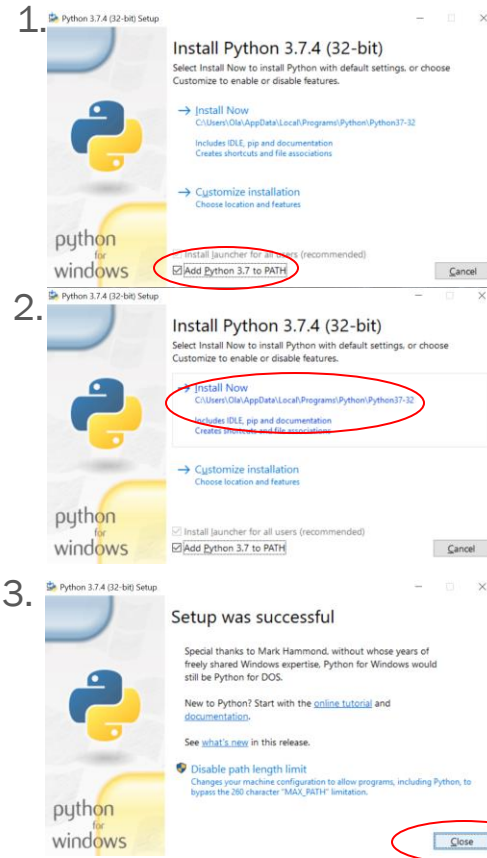 1.
Python 3.7.4 (32-bit) Setup
Install Python 3.7.4 (32-bit)
Select Install Now to install Python with default settings, or choose
Customize to enable or disable features.
→ Install Now
C:\Users\Ola\AppData\Local\Programs\Python\Python37-32
Includes IDLE, pip and documentation
Creates shortcuts and file associations
→ Customize installation
Choose location and features
Install launcher for all users (recommended)
Add Python 3.7 to PATH
Cancel
python
for
windows
2.
Python 3.7.4 (32-bit) Setup
Install Python 3.7.4 (32-bit)
Select Install Now to install Python with default settings, or choose
Customize to enable or disable features.
→ Install Now
C:\Users\Ola\AppData\Local\Programs\Python\Python37-32
Includes IDLE, pip and documentation
Creates shortcuts and file associations
→ Customize installation
Choose location and features
Install launcher for all users (recommended)
Add Python 3.7 to PATH
Cancel
python
for
windows
3.
Python 3.7.4 (32-bit) Setup
Setup was successful
Special thanks to Mark Hammond, without whose years of
freely shared Windows expertise, Python for Windows would
still be Python for DOS.
New to Python? Start with the online tutorial and
documentation.
See what's new in this release.
Disable path length limit
Changes your machine configuration to allow programs, including Python, to
bypass the 260 character "MAX_PATH" limitation.
Close
python
for
windows